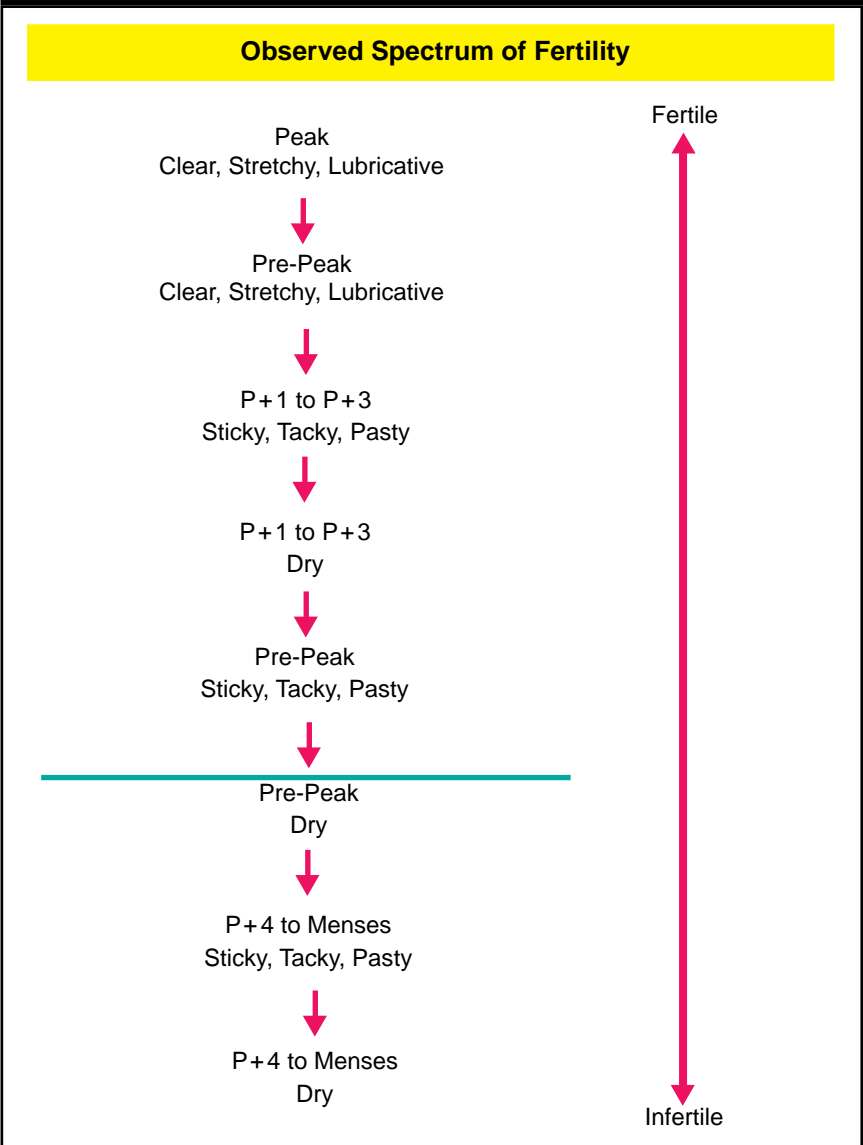 Observed Spectrum of Fertility
Fertile
Peak
Clear, Stretchy, Lubricative
Pre-Peak
Clear, Stretchy, Lubricative
P+1 to P+3
Sticky, Tacky, Pasty
P+1 to P+3
Dry
Pre-Peak
Sticky, Tacky, Pasty
Pre-Peak
Dry
P+4 to Menses
Sticky, Tacky, Pasty
P+4 to Menses
Dry
Infertile